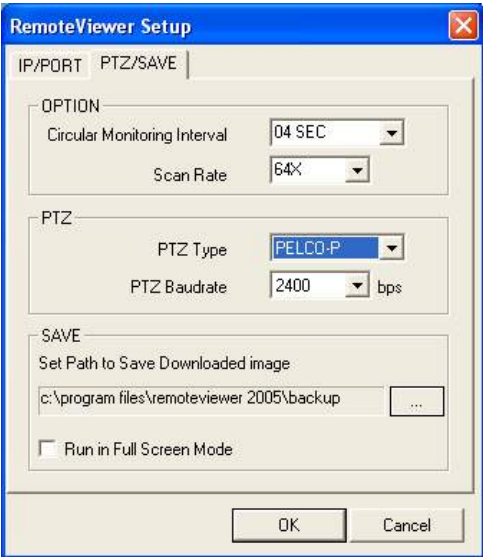 RemoteViewer Setup
IP/PORT PTZ/SAVE
OPTION
Circular Monitoring Interval 04 SEC
Scan Rate 64X
PTZ
PTZ Type PELCO-P
PTZ Baudrate 2400 bps
SAVE
Set Path to Save Downloaded image
c:\program files\remoteviewer 2005\backup ...
Run in Full Screen Mode
OK Cancel